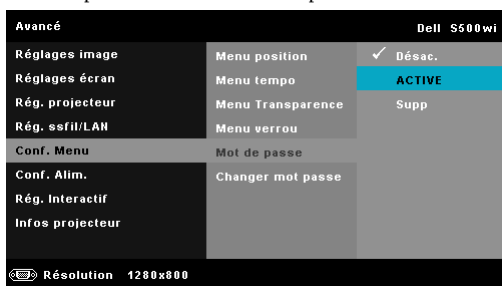 Avancé
Dell S500wi
Réglages image
Réglages écran
Rég. projecteur
Rég. ssfil/LAN
Conf. Menu
Conf. Alim.
Rég. Interactif
Infos projecteur
Menu position
Menu tempo
Menu Transparence
Menu verrou
Mot de passe
Changer mot passe
Désac.
ACTIVE
Supp
Résolution 1280x800